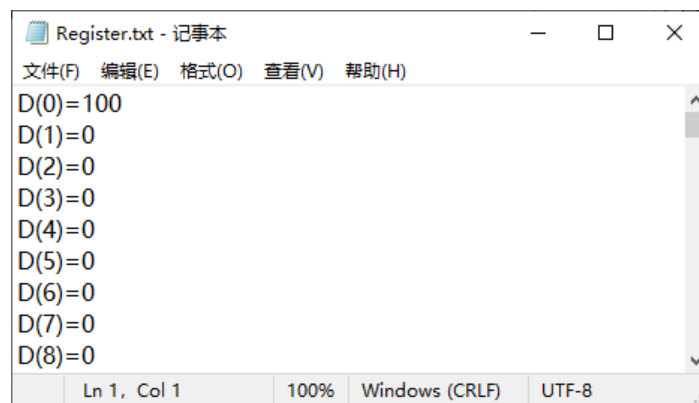 Register.txt - 记事本
文件(F) 编辑(E) 格式(O) 查看(V) 帮助(H)
D(0)=100
D(1)=0
D(2)=0
D(3)=0
D(4)=0
D(5)=0
D(6)=0
D(7)=0
D(8)=0
Ln 1, Col 1 100% Windows (CRLF) UTF-8